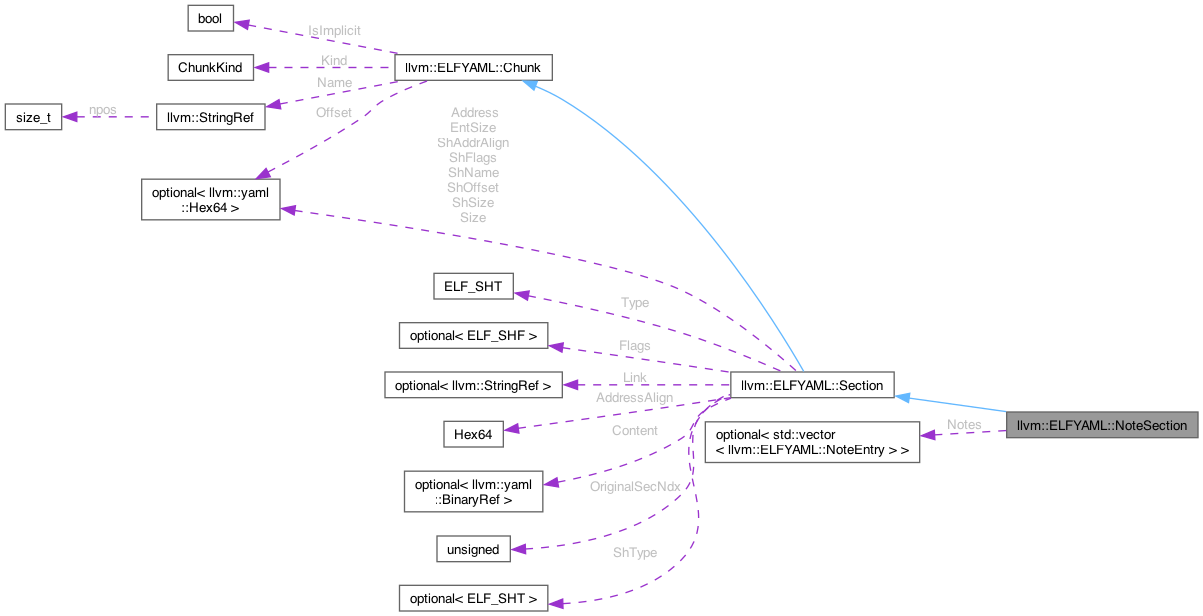 bool
IsImplicit
ChunkKind
Kind
llvm::ELFYAML::Chunk
Name
size_t
npos
llvm::StringRef
Offset
Address
EntSize
ShAddrAlign
ShFlags
ShName
ShOffset
ShSize
Size
optional< llvm::yaml
::Hex64 >
ELF_SHT
Type
optional< ELF_SHF >
Flags
optional< llvm::StringRef >
Link
llvm::ELFYAML::Section
AddressAlign
Hex64
Content
optional< std::vector
< llvm::ELFYAML::NoteEntry > >
Notes
llvm::ELFYAML::NoteSection
optional< llvm::yaml
::BinaryRef >
OriginalSecNdx
unsigned
ShType
optional< ELF_SHT >